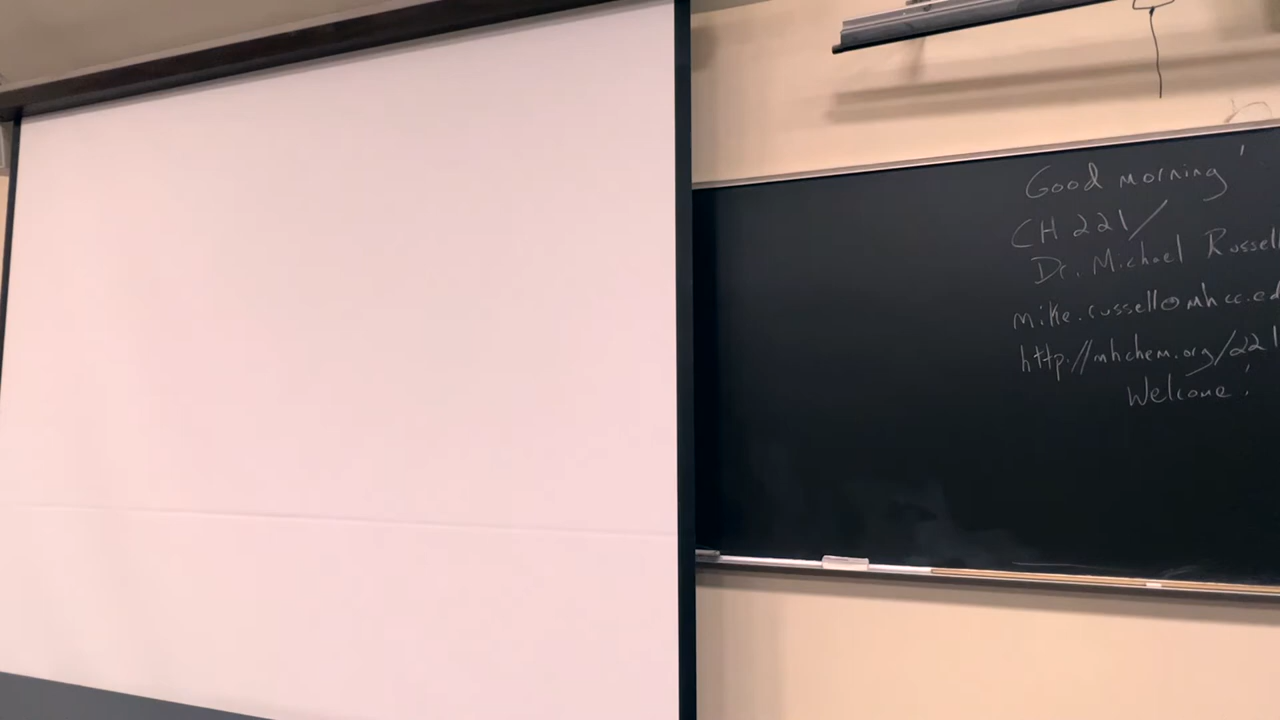 Good morning!
CH 221/
Dr. Michael Russell
mike.russell@mhcc.ed
http://mhchem.org/221
Welcome!